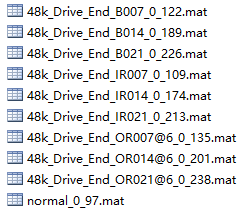 48k_Drive_End_B007_0_122.mat
48k_Drive_End_B014_0_189.mat
48k_Drive_End_B021_0_226.mat
48k_Drive_End_IR007_0_109.mat
48k_Drive_End_IR014_0_174.mat
48k_Drive_End_IR021_0_213.mat
48k_Drive_End_OR007@6_0_135.mat
48k_Drive_End_OR014@6_0_201.mat
48k_Drive_End_OR021@6_0_238.mat
normal_0_97.mat